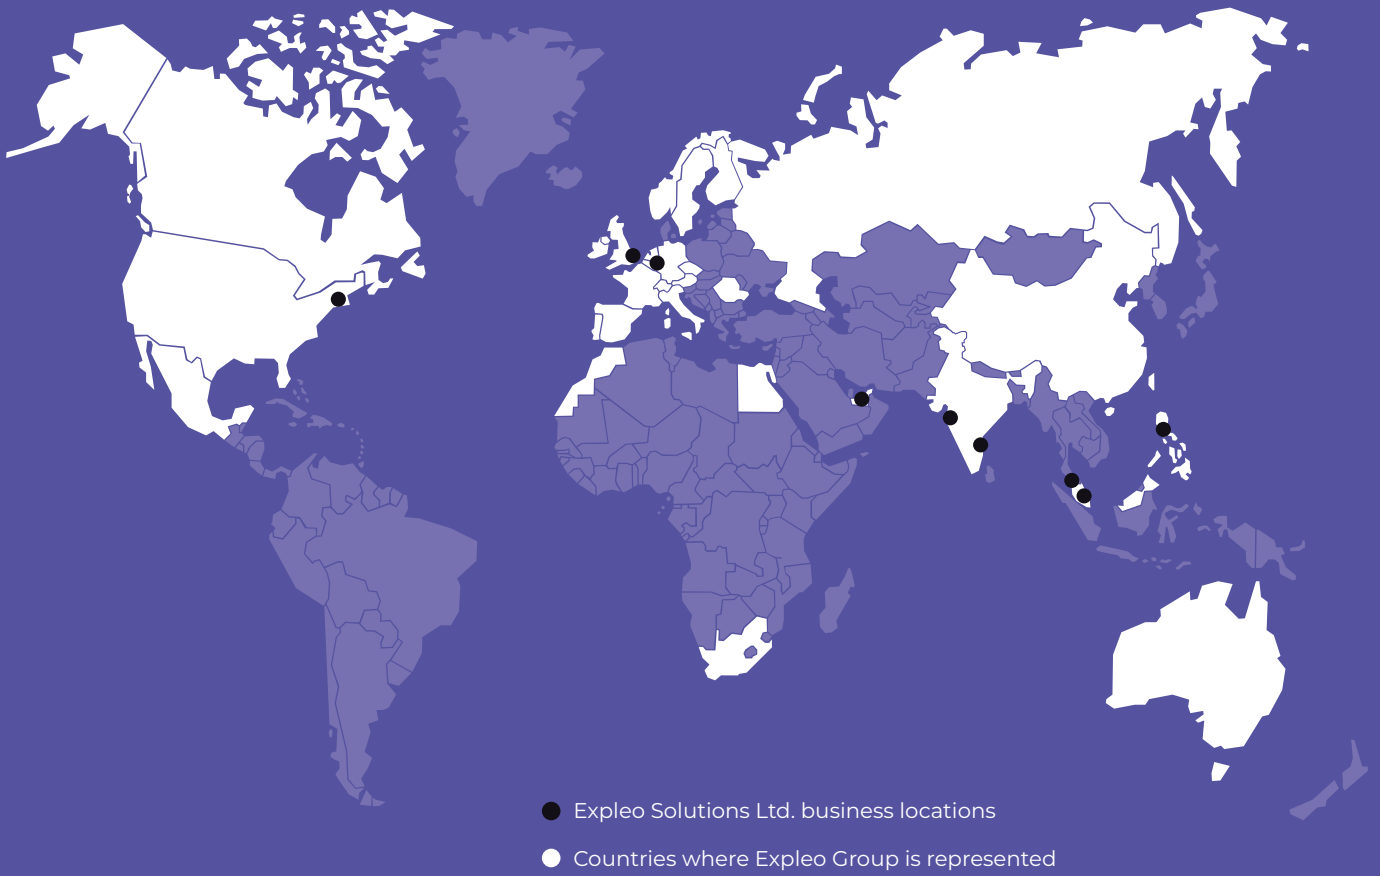 Expleo Solutions Ltd. business locations
Countries where Expleo Group is represented